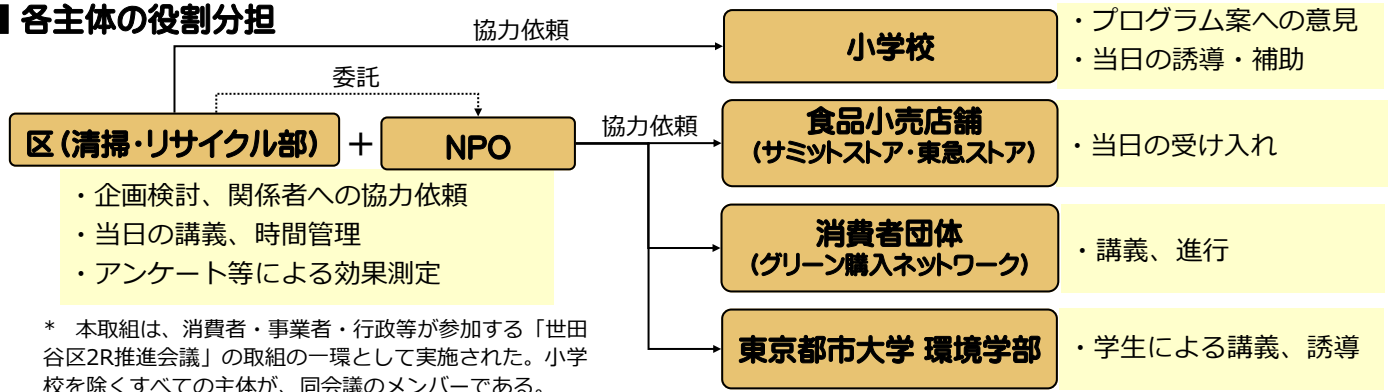 ■ 各主体の役割分担
協力依頼
委託
区(清掃・リサイクル部)
+
NPO
協力依頼
・企画検討、関係者への協力依頼
・当日の講義、時間管理
・アンケート等による効果測定
* 本取組は、消費者・事業者・行政等が参加する「世田
谷区2R推進会議」の取組の一環として実施された。小学
校を除くすべての主体が、同会議のメンバーである。
小学校
・プログラム案への意見
・当日の誘導・補助
食品小売店舗
(サミットストア・東急ストア)
・当日の受け入れ
消費者団体
(グリーン購入ネットワーク)
・講義、進行
東京都市大学 環境学部
・学生による講義、誘導